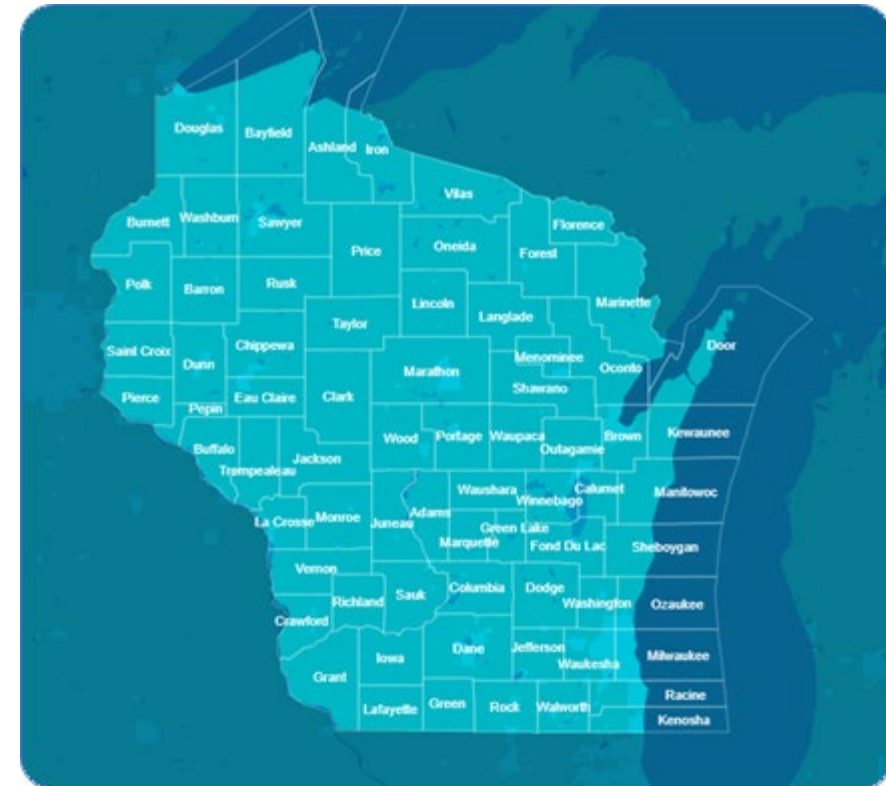 Douglas
Bayfield
Ashland
Iron
Vilas
Burnett
Washburn
Sawyer
Florence
Price
Oneida
Forest
Polk
Barron
Rusk
Lincoln
Marinette
Langlade
Taylor
Door
Saint Croix
Chippewa
Menominee
Dunn
Oconto
Marathon
Shawano
Pierce
Eau Claire
Clark
Pepin
Kewaunee
Wood
Portage
Waupaca
Brown
Outagamie
Buffalo
Jackson
Trempealeau
Waushara
Calumet
Manitowoc
Winnebago
Adams
La Crosse
Monroe
Juneau
Green Lake
Marquette
Fond Du Lac
Sheboygan
Vernon
Columbia
Dodge
Sauk
Richland
Washington
Ozaukee
Crawford
Dane
Jefferson
Milwaukee
Iowa
Waukesha
Grant
Racine
Green
Rock
Walworth
Lafayette
Kenosha